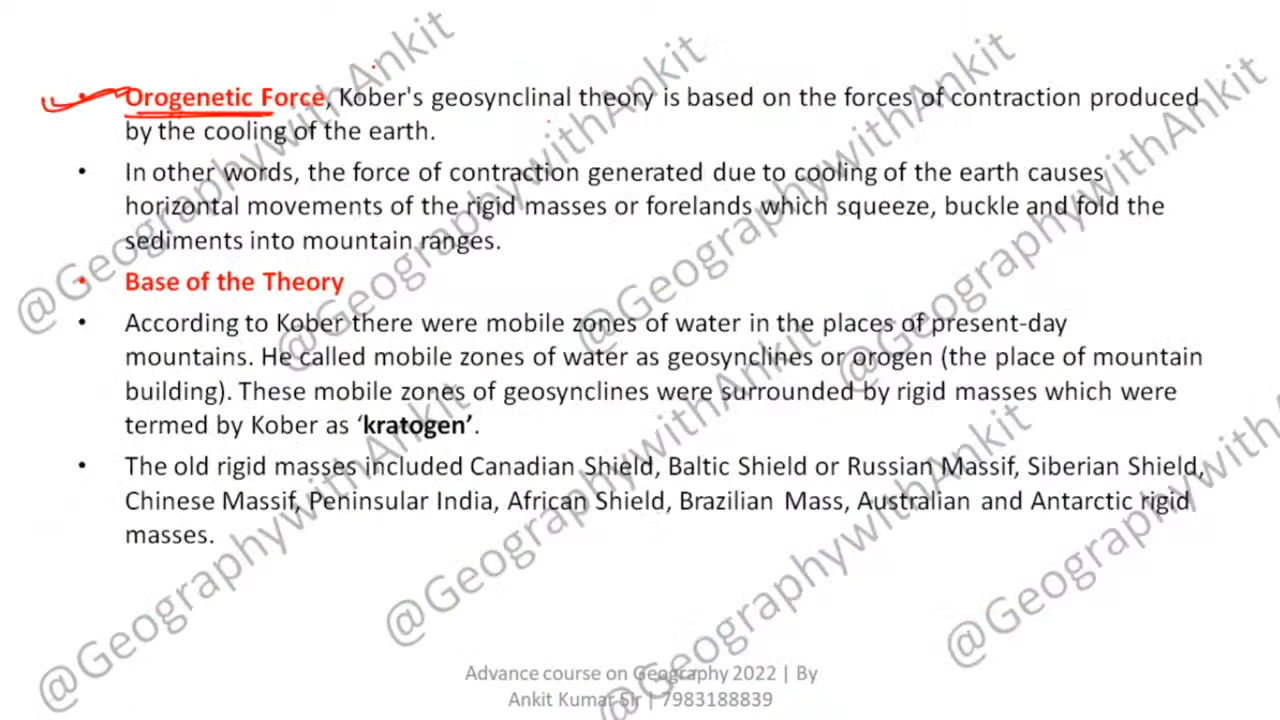 • Orogenetic Force, Kober's geosynclinal theory is based on the forces of contraction produced
by the cooling of the earth.
• In other words, the force of contraction generated due to cooling of the earth causes
horizontal movements of the rigid masses or forelands which squeeze, buckle and fold the
sediments into mountain ranges.
• Base of the Theory
• According to Kober there were mobile zones of water in the places of present-day
mountains. He called mobile zones of water as geosynclines or orogen (the place of mountain
building). These mobile zones of geosynclines were surrounded by rigid masses which were
termed by Kober as ‘kratogen’.
• The old rigid masses included Canadian Shield, Baltic Shield or Russian Massif, Siberian Shield,
Chinese Massif, Peninsular India, African Shield, Brazilian Mass, Australian and Antarctic rigid
masses.
Advance course on Geography 2022 | By
Ankit Kumar Sir | 7983188839
@GeographywithAnkit
@GeographywithAnkit
@GeographywithAnkit
@GeographywithAnkit
@GeographywithAnkit
@GeographywithAnkit
@GeographywithAnkit
@GeographywithAnkit